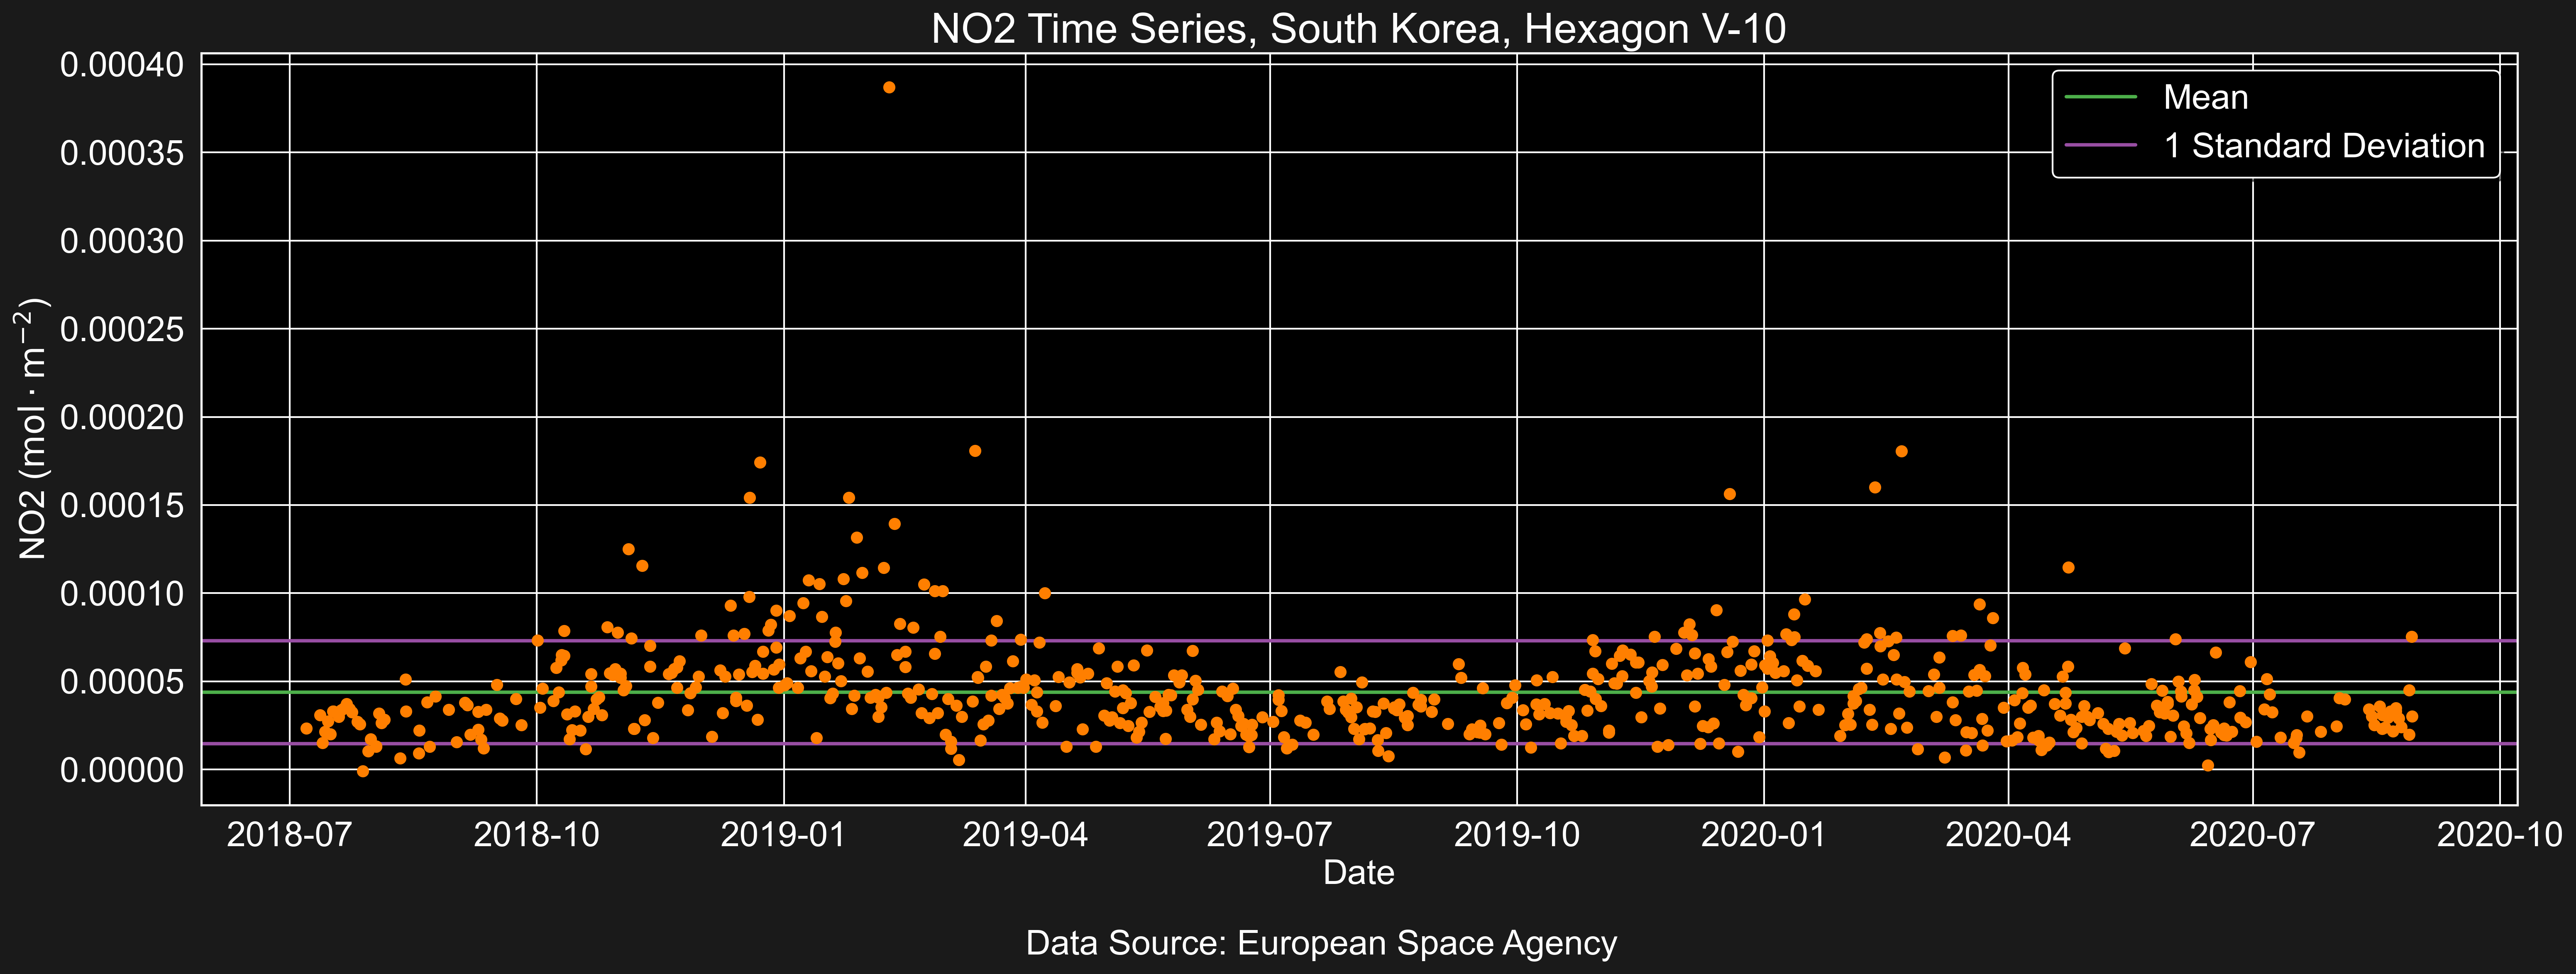 NO2 Time Series, South Korea, Hexagon V-10
Mean
1 Standard Deviation
NO2 (mol · m⁻²)
0.00040
0.00035
0.00030
0.00025
0.00020
0.00015
0.00010
0.00005
0.00000
2018-07 2018-10 2019-01 2019-04 2019-07 2019-10 2020-01 2020-04 2020-07 2020-10
Date
Data Source: European Space Agency